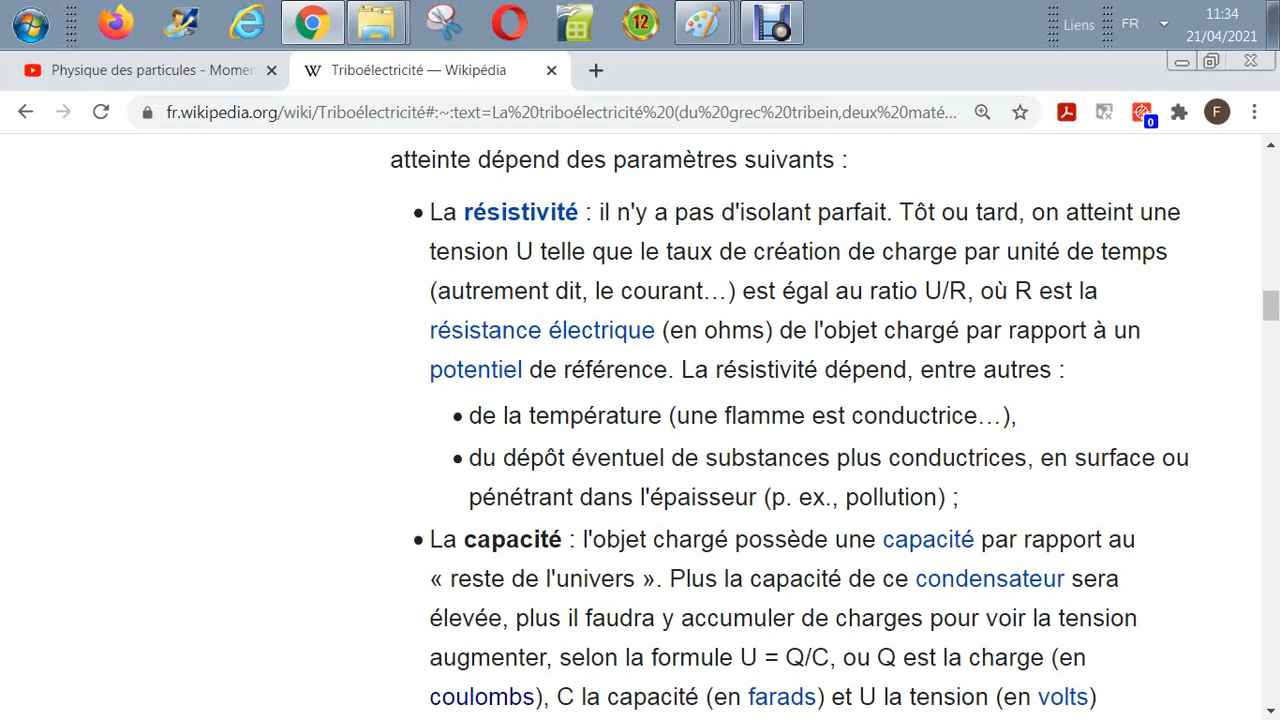 12
Liens
FR
11:34
21/04/2021
Physique des particules - Momen
W Triboélectricité — Wikipédia
fr.wikipedia.org/wiki/Triboélectricité#:~:text=La%20triboélectricité%20(du%20grec%20tribein,deux%20maté...
0
F
atteinte dépend des paramètres suivants :
• La résistivité : il n'y a pas d'isolant parfait. Tôt ou tard, on atteint une
tension U telle que le taux de création de charge par unité de temps
(autrement dit, le courant…) est égal au ratio U/R, où R est la
résistance électrique (en ohms) de l'objet chargé par rapport à un
potentiel de référence. La résistivité dépend, entre autres :
• de la température (une flamme est conductrice…),
• du dépôt éventuel de substances plus conductrices, en surface ou
pénétrant dans l'épaisseur (p. ex., pollution) ;
• La capacité : l'objet chargé possède une capacité par rapport au
« reste de l'univers ». Plus la capacité de ce condensateur sera
élevée, plus il faudra y accumuler de charges pour voir la tension
augmenter, selon la formule U = Q/C, ou Q est la charge (en
coulombs), C la capacité (en farads) et U la tension (en volts)